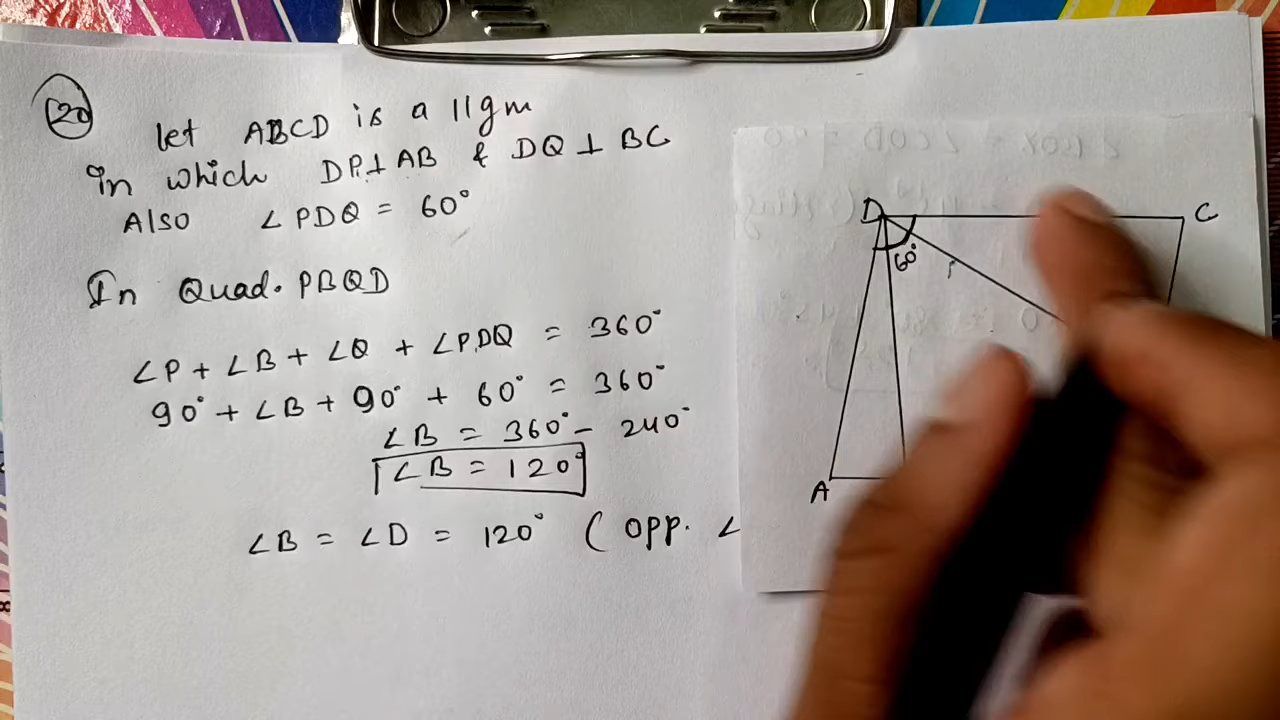 20
let ABCD is a ||gm
in which DP⊥AB & DQ⊥BC
Also ∠PDQ = 60°
In Quad. PBQD
∠P + ∠B + ∠Q + ∠PDQ = 360°
90° + ∠B + 90° + 60° = 360°
∠B = 360° - 240°
∠B = 120°
∠B = ∠D = 120° ( opp. ∠
D
C
60°
A